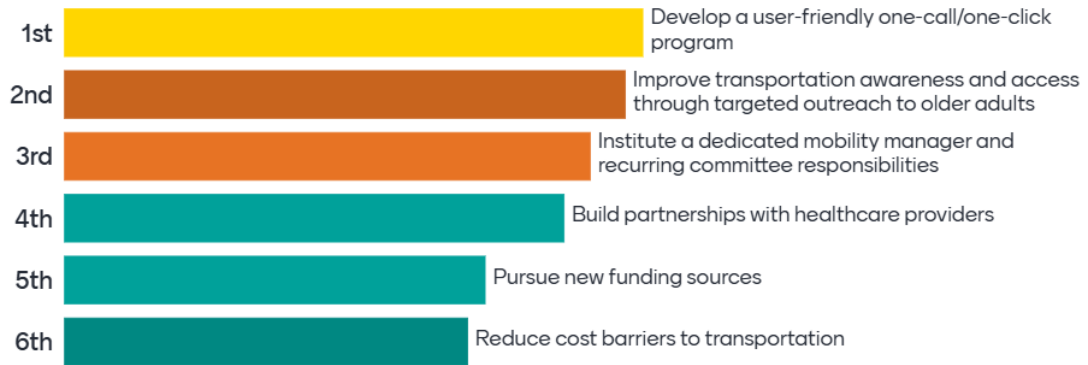 1st
Develop a user-friendly one-call/one-click
program
2nd
Improve transportation awareness and access
through targeted outreach to older adults
3rd
Institute a dedicated mobility manager and
recurring committee responsibilities
4th
Build partnerships with healthcare providers
5th
Pursue new funding sources
6th
Reduce cost barriers to transportation